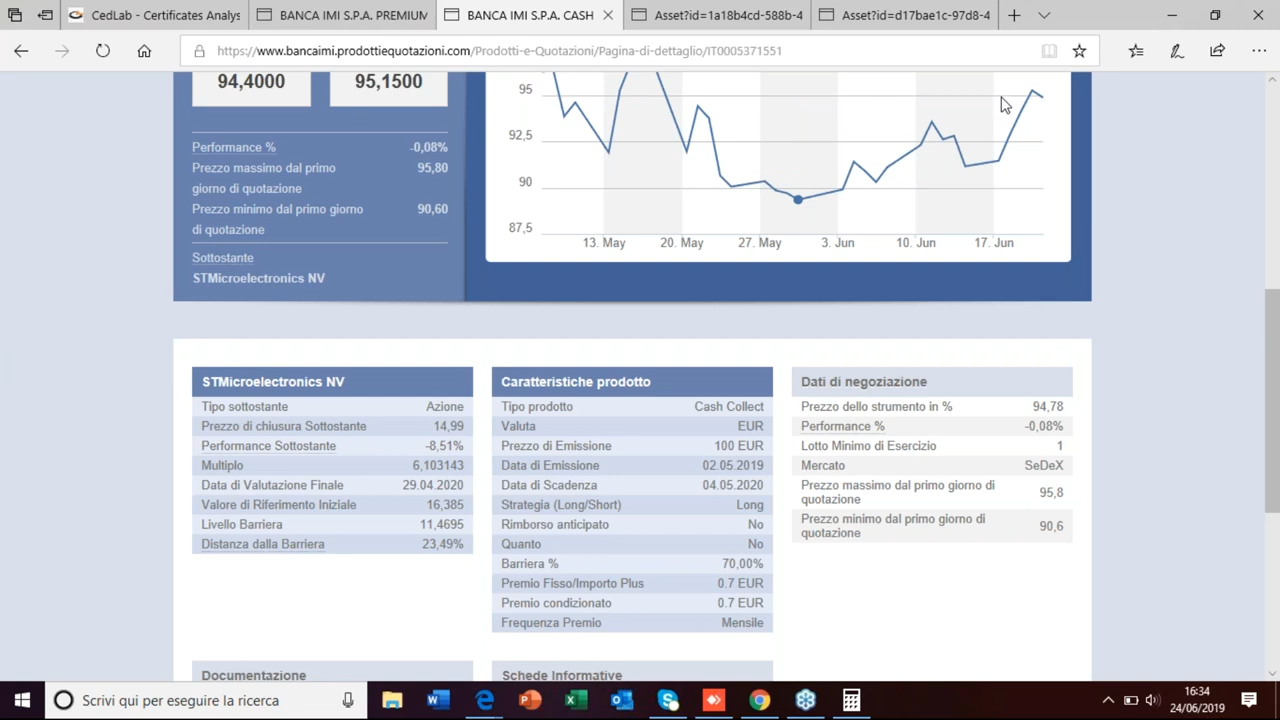 CedLab - Certificates Analys
BANCA IMI S.P.A. PREMIUM
BANCA IMI S.P.A. CASH
Asset?id=1a18b4cd-588b-4
Asset?id=d17bae1c-97d8-4
https://www.bancaimi.prodottiequotazioni.com/Prodotti-e-Quotazioni/Pagina-di-dettaglio/IT0005371551
94,4000
95,1500
Performance % -0,08%
Prezzo massimo dal primo 95,80
giorno di quotazione
Prezzo minimo dal primo giorno 90,60
di quotazione
Sottostante
STMicroelectronics NV
95
92,5
90
87,5
13. May 20. May 27. May 3. Jun 10. Jun 17. Jun
STMicroelectronics NV
Tipo sottostante Azione
Prezzo di chiusura Sottostante 14,99
Performance Sottostante -8,51%
Multiplo 6,103143
Data di Valutazione Finale 29.04.2020
Valore di Riferimento Iniziale 16,385
Livello Barriera 11,4695
Distanza dalla Barriera 23,49%
Caratteristiche prodotto
Tipo prodotto Cash Collect
Valuta EUR
Prezzo di Emissione 100 EUR
Data di Emissione 02.05.2019
Data di Scadenza 04.05.2020
Strategia (Long/Short) Long
Rimborso anticipato No
Quanto No
Barriera % 70,00%
Premio Fisso/Importo Plus 0.7 EUR
Premio condizionato 0.7 EUR
Frequenza Premio Mensile
Dati di negoziazione
Prezzo dello strumento in % 94,78
Performance % -0,08%
Lotto Minimo di Esercizio 1
Mercato SeDeX
Prezzo massimo dal primo giorno di
quotazione 95,8
Prezzo minimo dal primo giorno di
quotazione 90,6
Documentazione
Schede Informative
Scrivi qui per eseguire la ricerca
16:34
24/06/2019